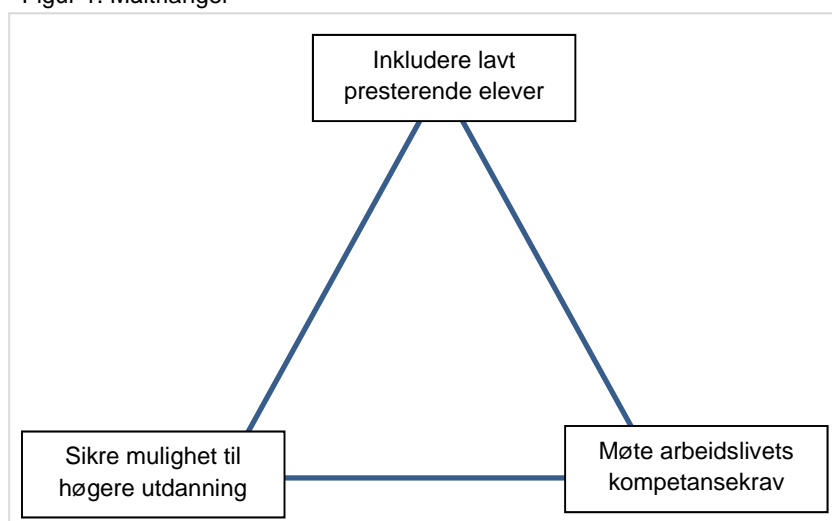 Figur 1: Måltriangel
Inkludere lavt
presterende elever
Sikre mulighet til
høgere utdanning
Møte arbeidslivets
kompetansekrav